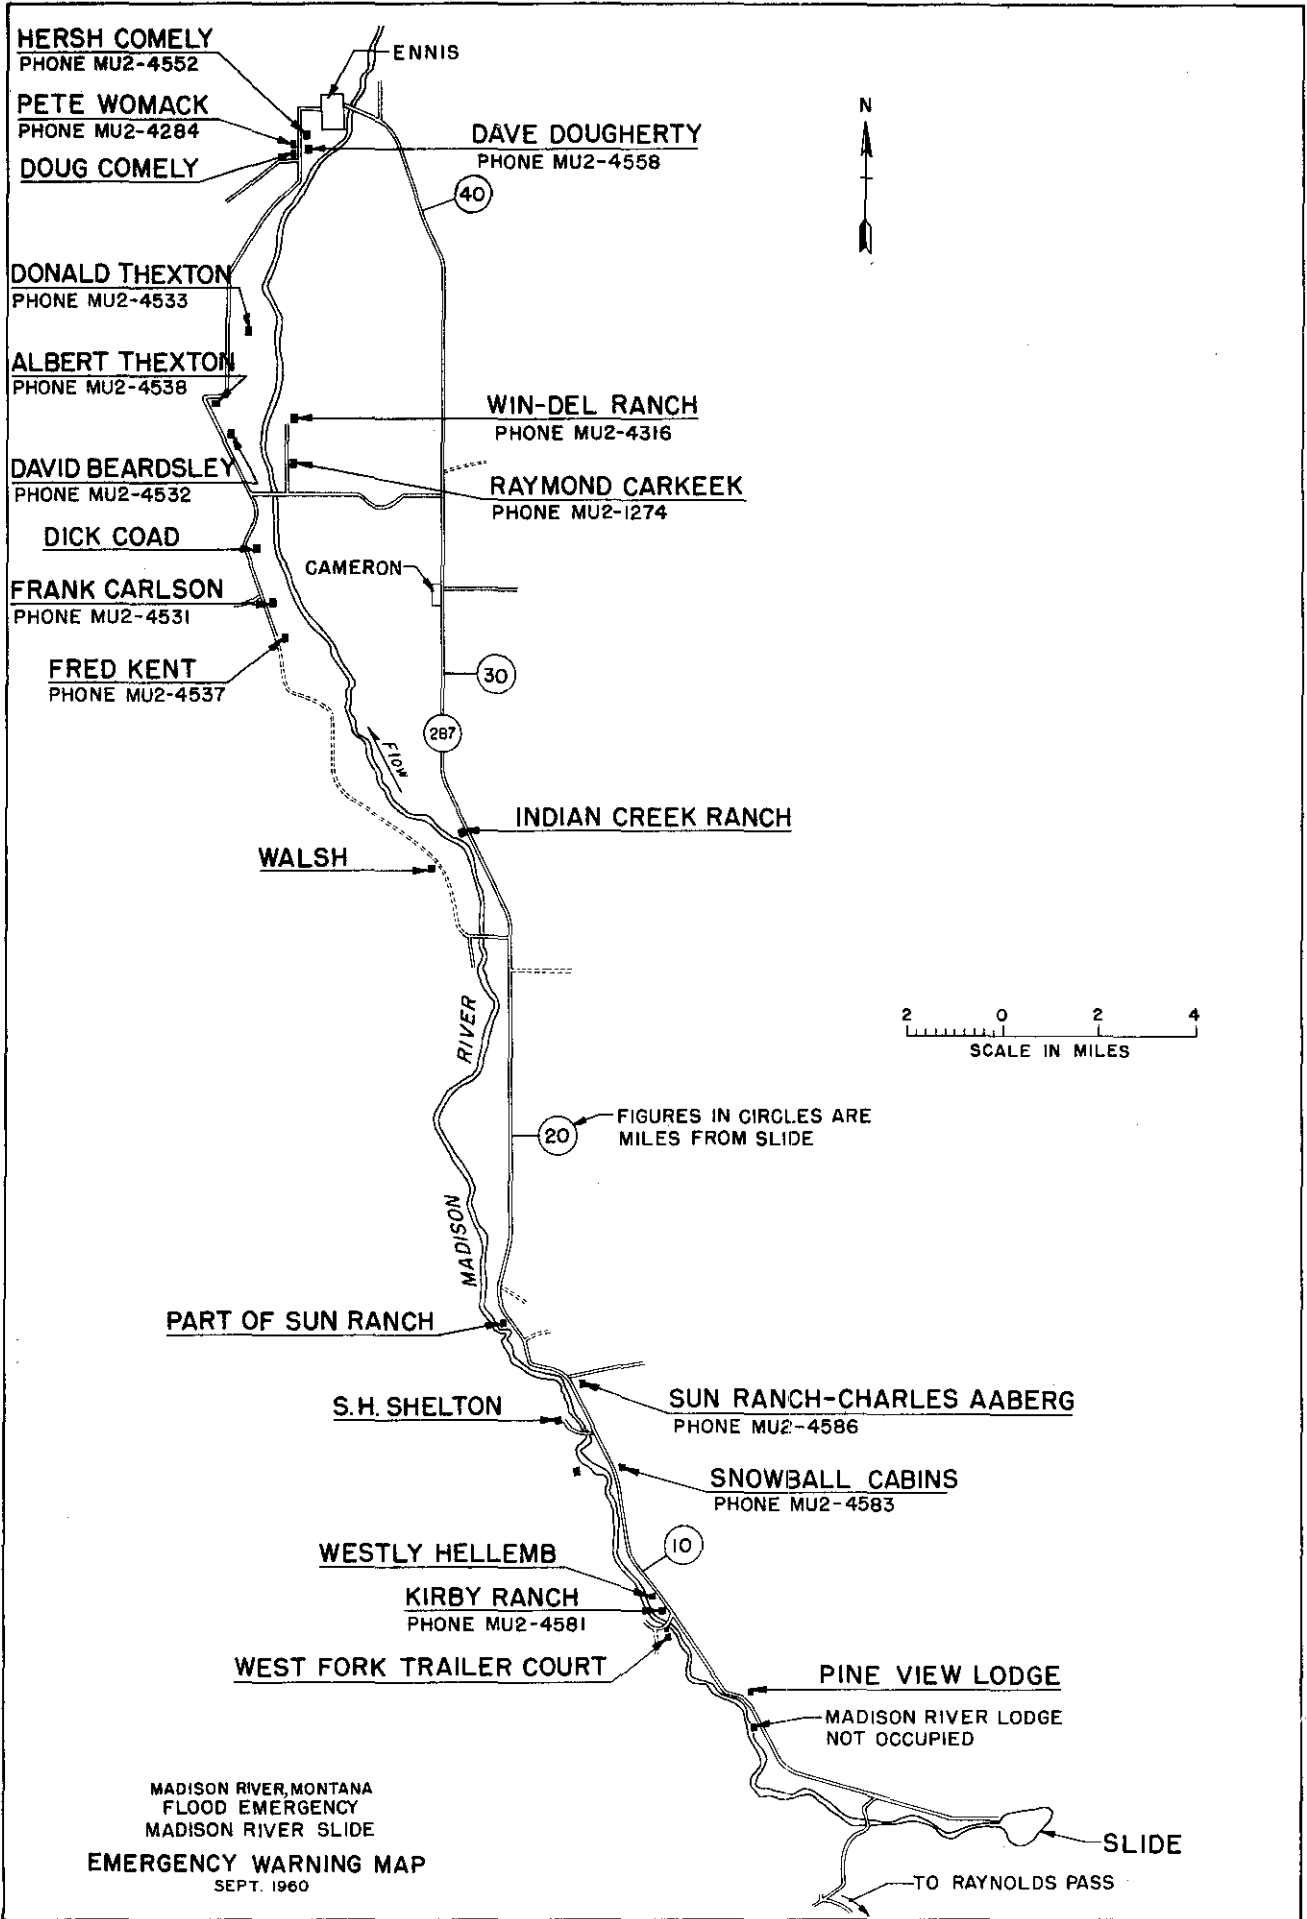 HERSH COMELY
PHONE MU2-4552
ENNIS
PETE WOMACK
PHONE MU2-4284
DOUG COMELY
DAVE DOUGHERTY
PHONE MU2-4558
N
40
DONALD THEXTON
PHONE MU2-4533
ALBERT THEXTON
PHONE MU2-4538
WIN-DEL RANCH
PHONE MU2-4316
DAVID BEARDSLEY
PHONE MU2-4532
RAYMOND CARKEEK
PHONE MU2-1274
DICK COAD
CAMERON
FRANK CARLSON
PHONE MU2-4531
FRED KENT
PHONE MU2-4537
30
287
Flow
INDIAN CREEK RANCH
WALSH
MADISON RIVER
2 0 2 4
SCALE IN MILES
20
FIGURES IN CIRCLES ARE
MILES FROM SLIDE
PART OF SUN RANCH
S.H. SHELTON
SUN RANCH-CHARLES AABERG
PHONE MU2-4586
SNOWBALL CABINS
PHONE MU2-4583
10
WESTLY HELLEMB
KIRBY RANCH
PHONE MU2-4581
WEST FORK TRAILER COURT
PINE VIEW LODGE
MADISON RIVER LODGE
NOT OCCUPIED
SLIDE
TO RAYNOLDS PASS
MADISON RIVER, MONTANA
FLOOD EMERGENCY
MADISON RIVER SLIDE
EMERGENCY WARNING MAP
SEPT. 1960